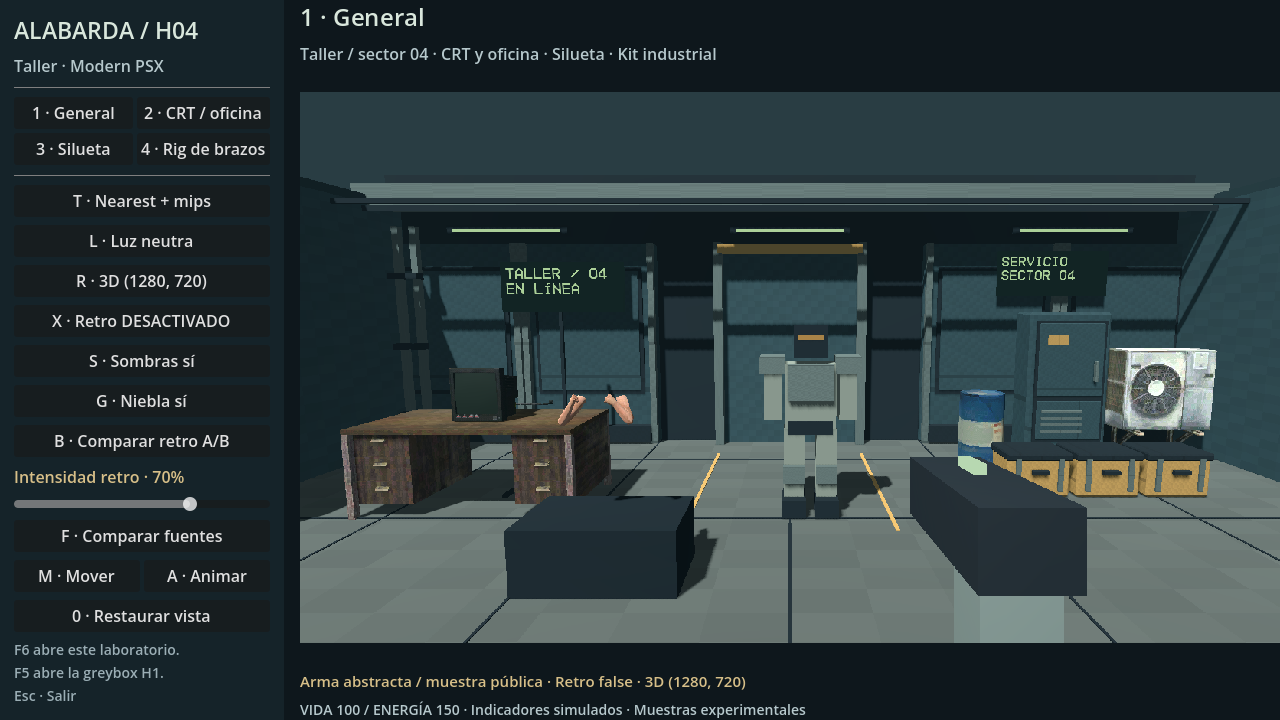 ALABARDA / H04
Taller · Modern PSX
1 · General
2 · CRT / oficina
3 · Silueta
4 · Rig de brazos
T · Nearest + mips
L · Luz neutra
R · 3D (1280, 720)
X · Retro DESACTIVADO
S · Sombras sí
G · Niebla sí
B · Comparar retro A/B
Intensidad retro · 70%
F · Comparar fuentes
M · Mover
A · Animar
0 · Restaurar vista
F6 abre este laboratorio.
F5 abre la greybox H1.
Esc · Salir
1 · General
Taller / sector 04 · CRT y oficina · Silueta · Kit industrial
TALLER / 04
EN LÍNEA
SERVICIO
SECTOR 04
Arma abstracta / muestra pública · Retro false · 3D (1280, 720)
VIDA 100 / ENERGÍA 150 · Indicadores simulados · Muestras experimentales